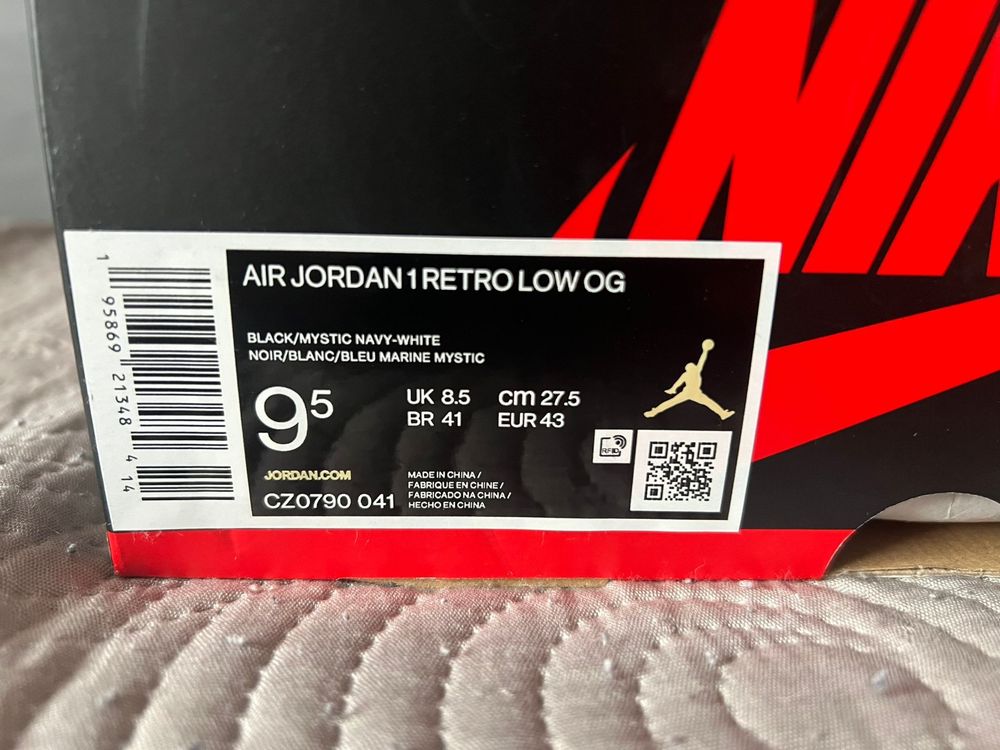 NIK
AIR JORDAN 1 RETRO LOW OG
BLACK/MYSTIC NAVY-WHITE
NOIR/BLANC/BLEU MARINE MYSTIC
9 5
UK 8.5 cm 27.5
BR 41 EUR 43
RFID
JORDAN.COM
CZ0790 041
MADE IN CHINA /
FABRIQUE EN CHINE /
FABRICADO NA CHINA /
HECHO EN CHINA
1 95869 21348 4 14